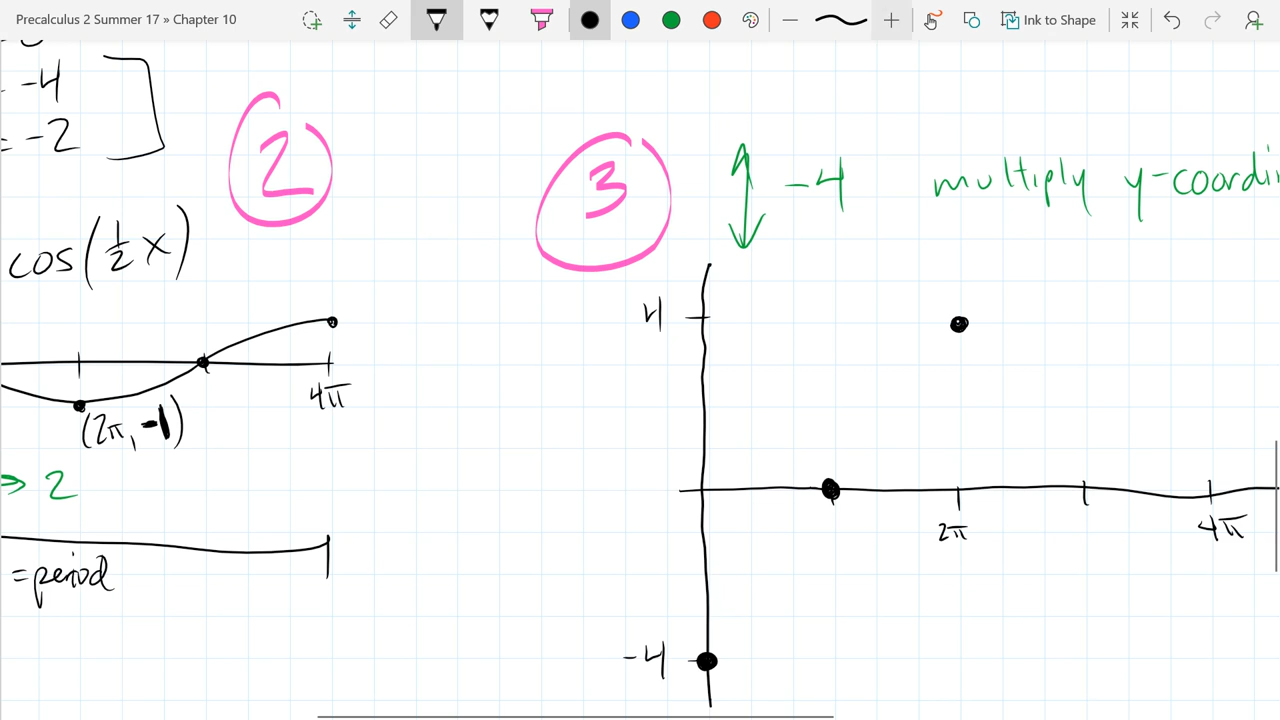 Precalculus 2 Summer 17 » Chapter 10
Ink to Shape
-4
= -2
2
cos(½x)
(2π, -1)
4π
⇒ 2
=period
3
↕ -4 multiply y-coordi
4
2π
4π
-4